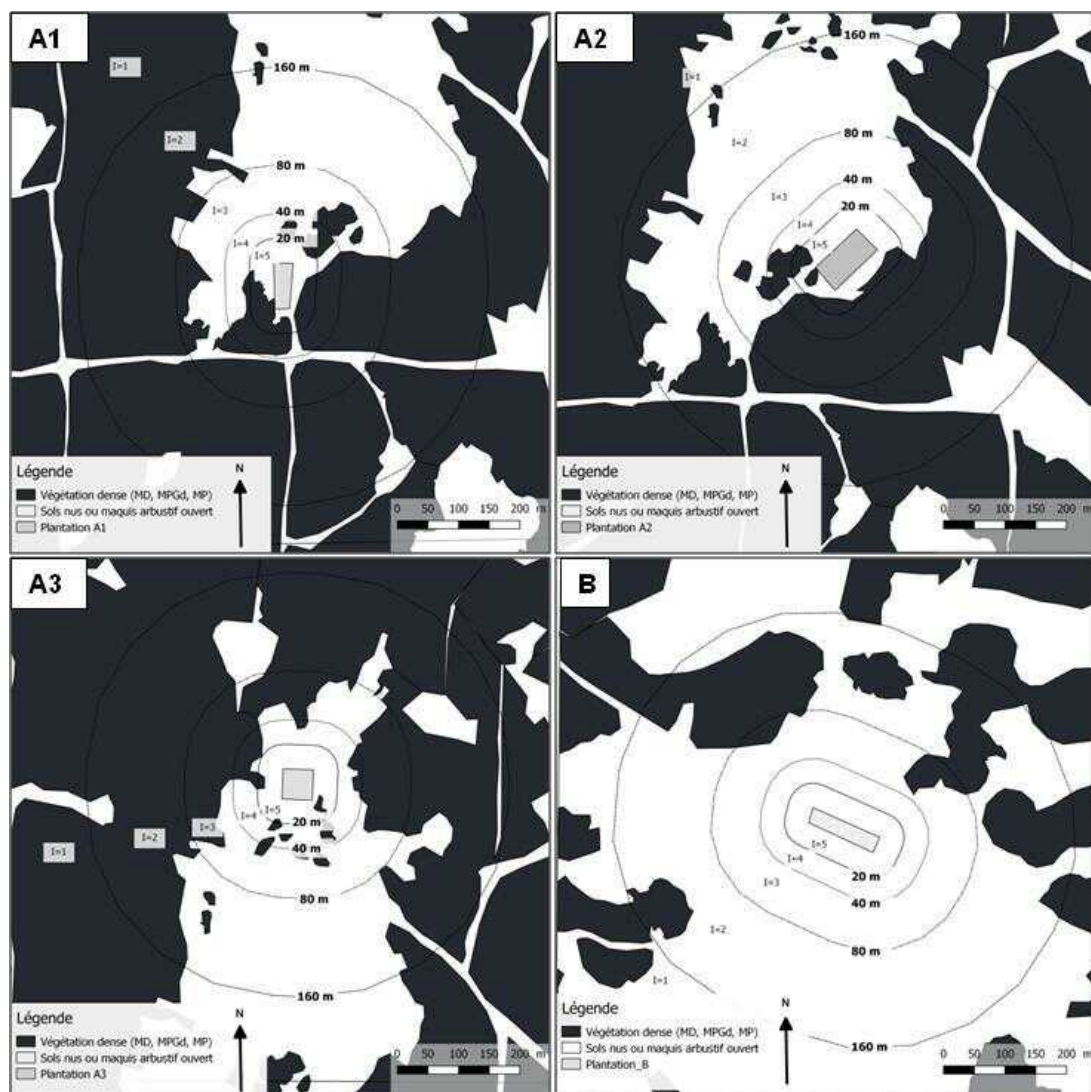 A1
I=1
160 m
I=2
80 m
I=3
40 m
I=4
20 m
I=5
Légende
Végétation dense (MD, MPGd, MP)
Sols nus ou maquis arbustif ouvert
Plantation A1
N
0 50 100 150 200 m
A2
160 m
I=1
80 m
I=2
40 m
I=3
20 m
I=4
I=5
Légende
Végétation dense (MD, MPGd, MP)
Sols nus ou maquis arbustif ouvert
Plantation A2
N
0 50 100 150 200 m
A3
I=5
I=4
20 m
I=3
I=2
40 m
I=1
80 m
160 m
Légende
Végétation dense (MD, MPGd, MP)
Sols nus ou maquis arbustif ouvert
Plantation A3
N
0 50 100 150 200 m
B
I=5
I=4
20 m
I=3
40 m
I=2
80 m
I=1
160 m
Légende
Végétation dense (MD, MPGd, MP)
Sols nus ou maquis arbustif ouvert
Plantation_B
N
0 50 100 150 200 m